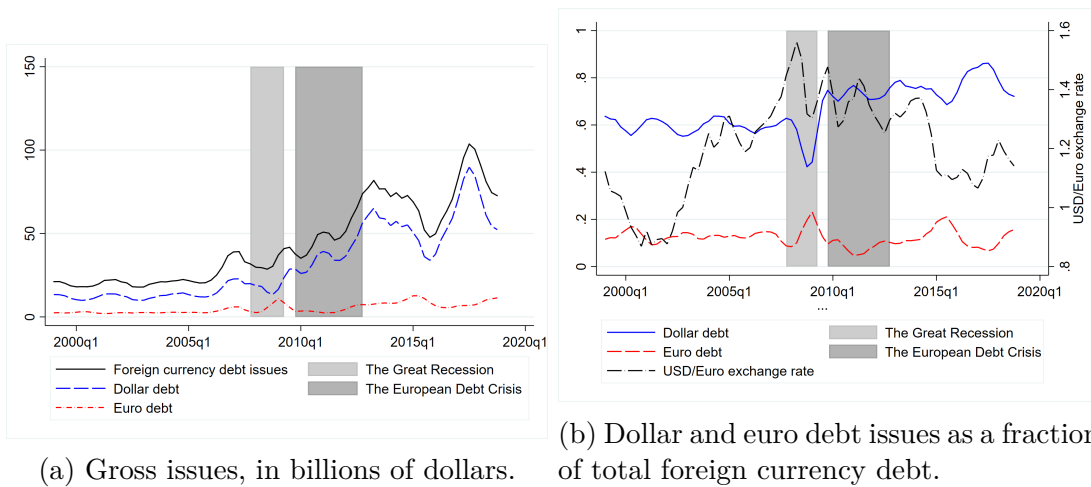 150
100
50
0
2000q1 2005q1 2010q1 2015q1 2020q1
Foreign currency debt issues
Dollar debt
Euro debt
The Great Recession
The European Debt Crisis
(a) Gross issues, in billions of dollars.
1
.8
.6
.4
.2
0
1.6
1.4
1.2
1
.8
USD/Euro exchange rate
2000q1 2005q1 2010q1 2015q1 2020q1
...
Dollar debt
Euro debt
USD/Euro exchange rate
The Great Recession
The European Debt Crisis
(b) Dollar and euro debt issues as a fraction
of total foreign currency debt.